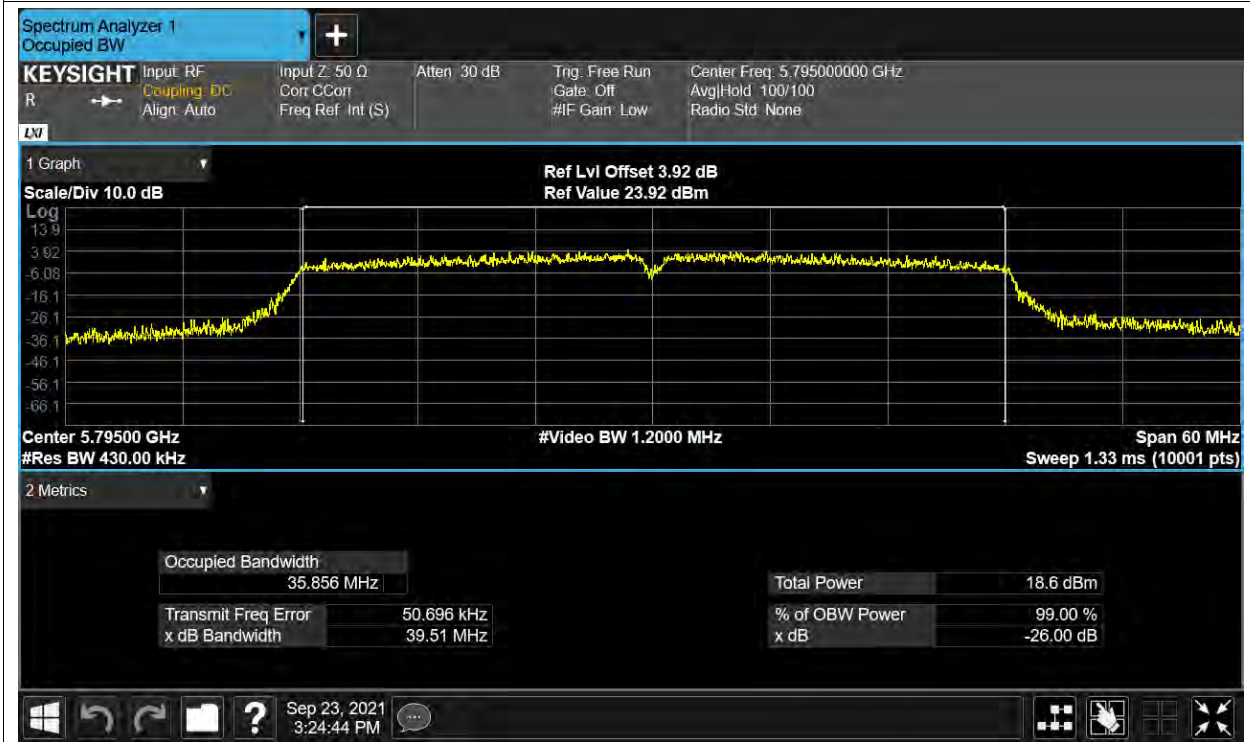 Spectrum Analyzer 1
Occupied BW
KEYSIGHT
R
LXI
Input: RF
Coupling: DC
Align: Auto
Input Z: 50 Ω
Corr CCorr
Freq Ref: Int (S)
Atten: 30 dB
Trig: Free Run
Gate: Off
#IF Gain: Low
Center Freq: 5.795000000 GHz
Avg|Hold: 100/100
Radio Std: None
1 Graph
Scale/Div 10.0 dB
Ref Lvl Offset 3.92 dB
Ref Value 23.92 dBm
Log
13.9
3.92
-6.08
-16.1
-26.1
-36.1
-46.1
-56.1
-66.1
Center 5.79500 GHz
#Res BW 430.00 kHz
#Video BW 1.2000 MHz
Span 60 MHz
Sweep 1.33 ms (10001 pts)
2 Metrics
Occupied Bandwidth
35.856 MHz
Transmit Freq Error 50.696 kHz
x dB Bandwidth 39.51 MHz
Total Power 18.6 dBm
% of OBW Power 99.00 %
x dB -26.00 dB
?
Sep 23, 2021
3:24:44 PM